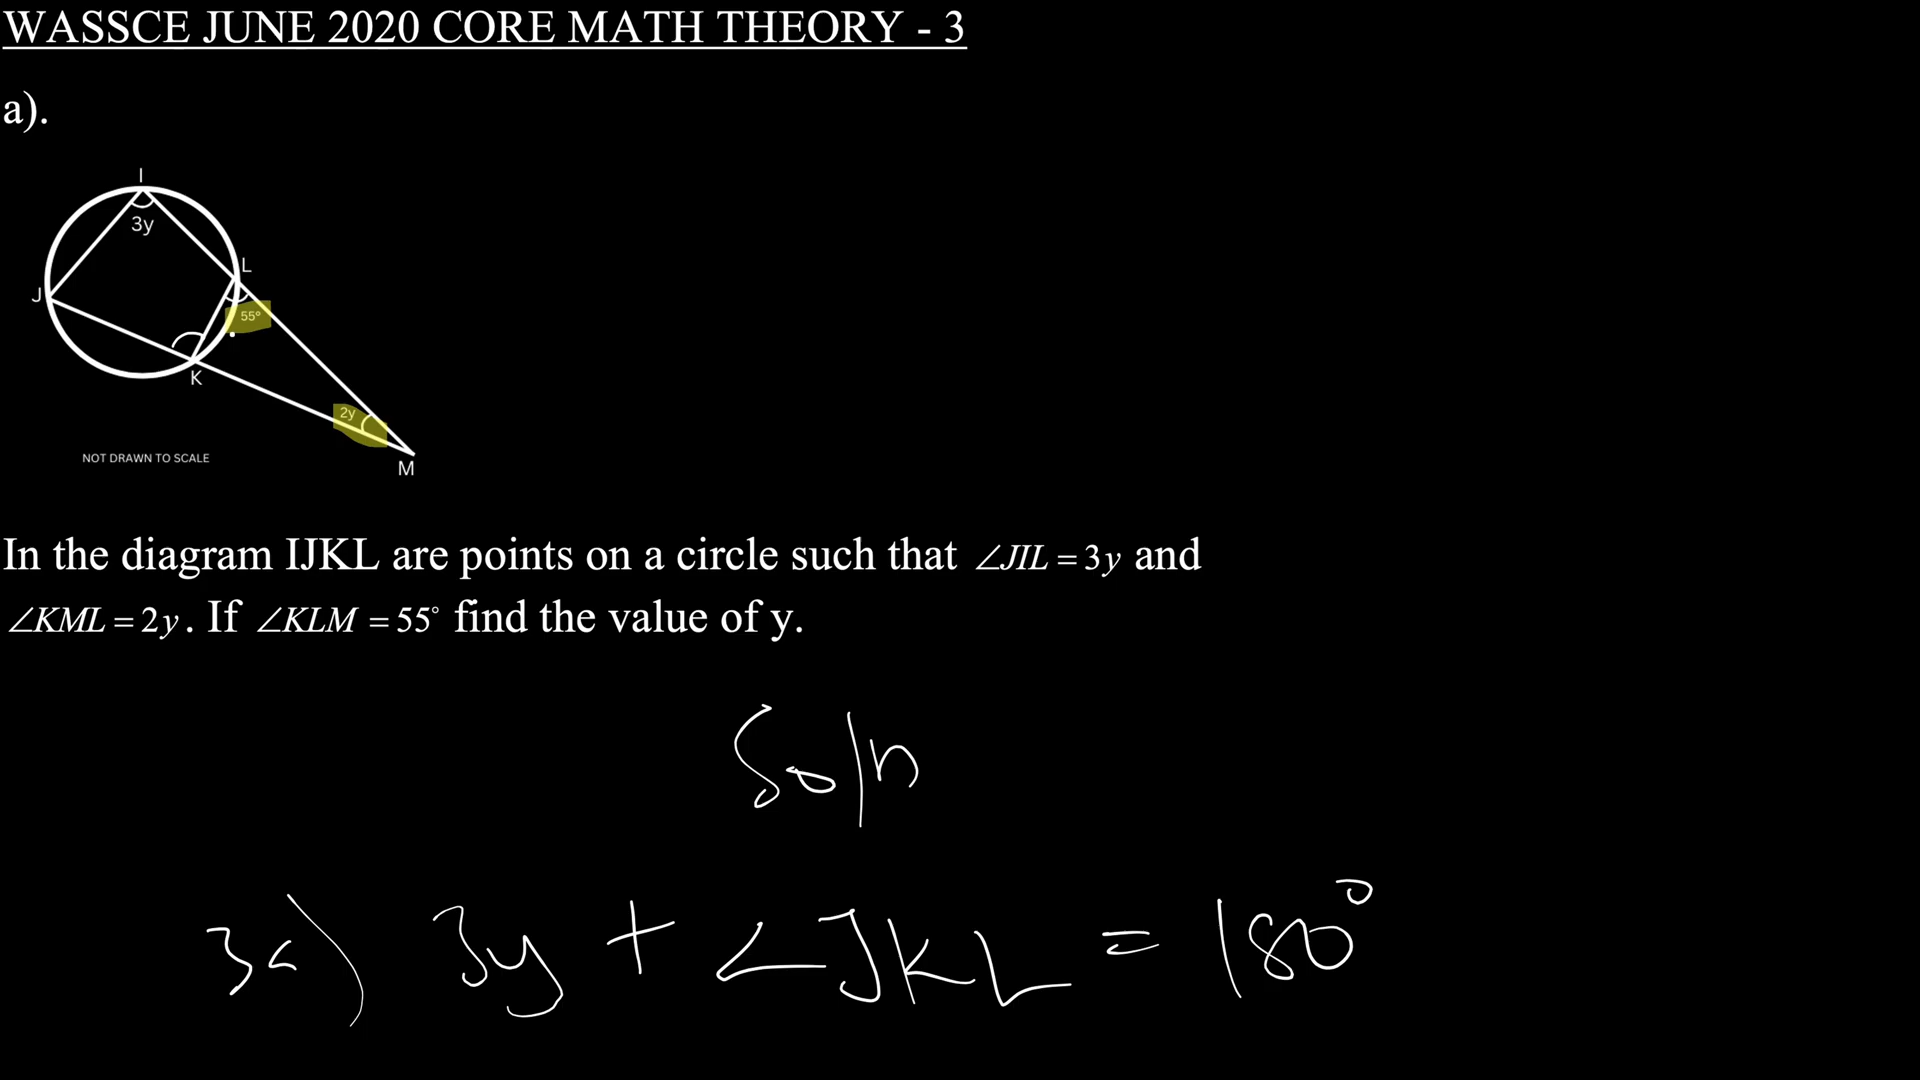 WASSCE JUNE 2020 CORE MATH THEORY - 3
a).
I
3y
L
J
55°
K
2y
NOT DRAWN TO SCALE
M
In the diagram IJKL are points on a circle such that ∠JIL = 3y and
∠KML = 2y. If ∠KLM = 55° find the value of y.
Soln
3a) 3y + ∠JKL = 180°